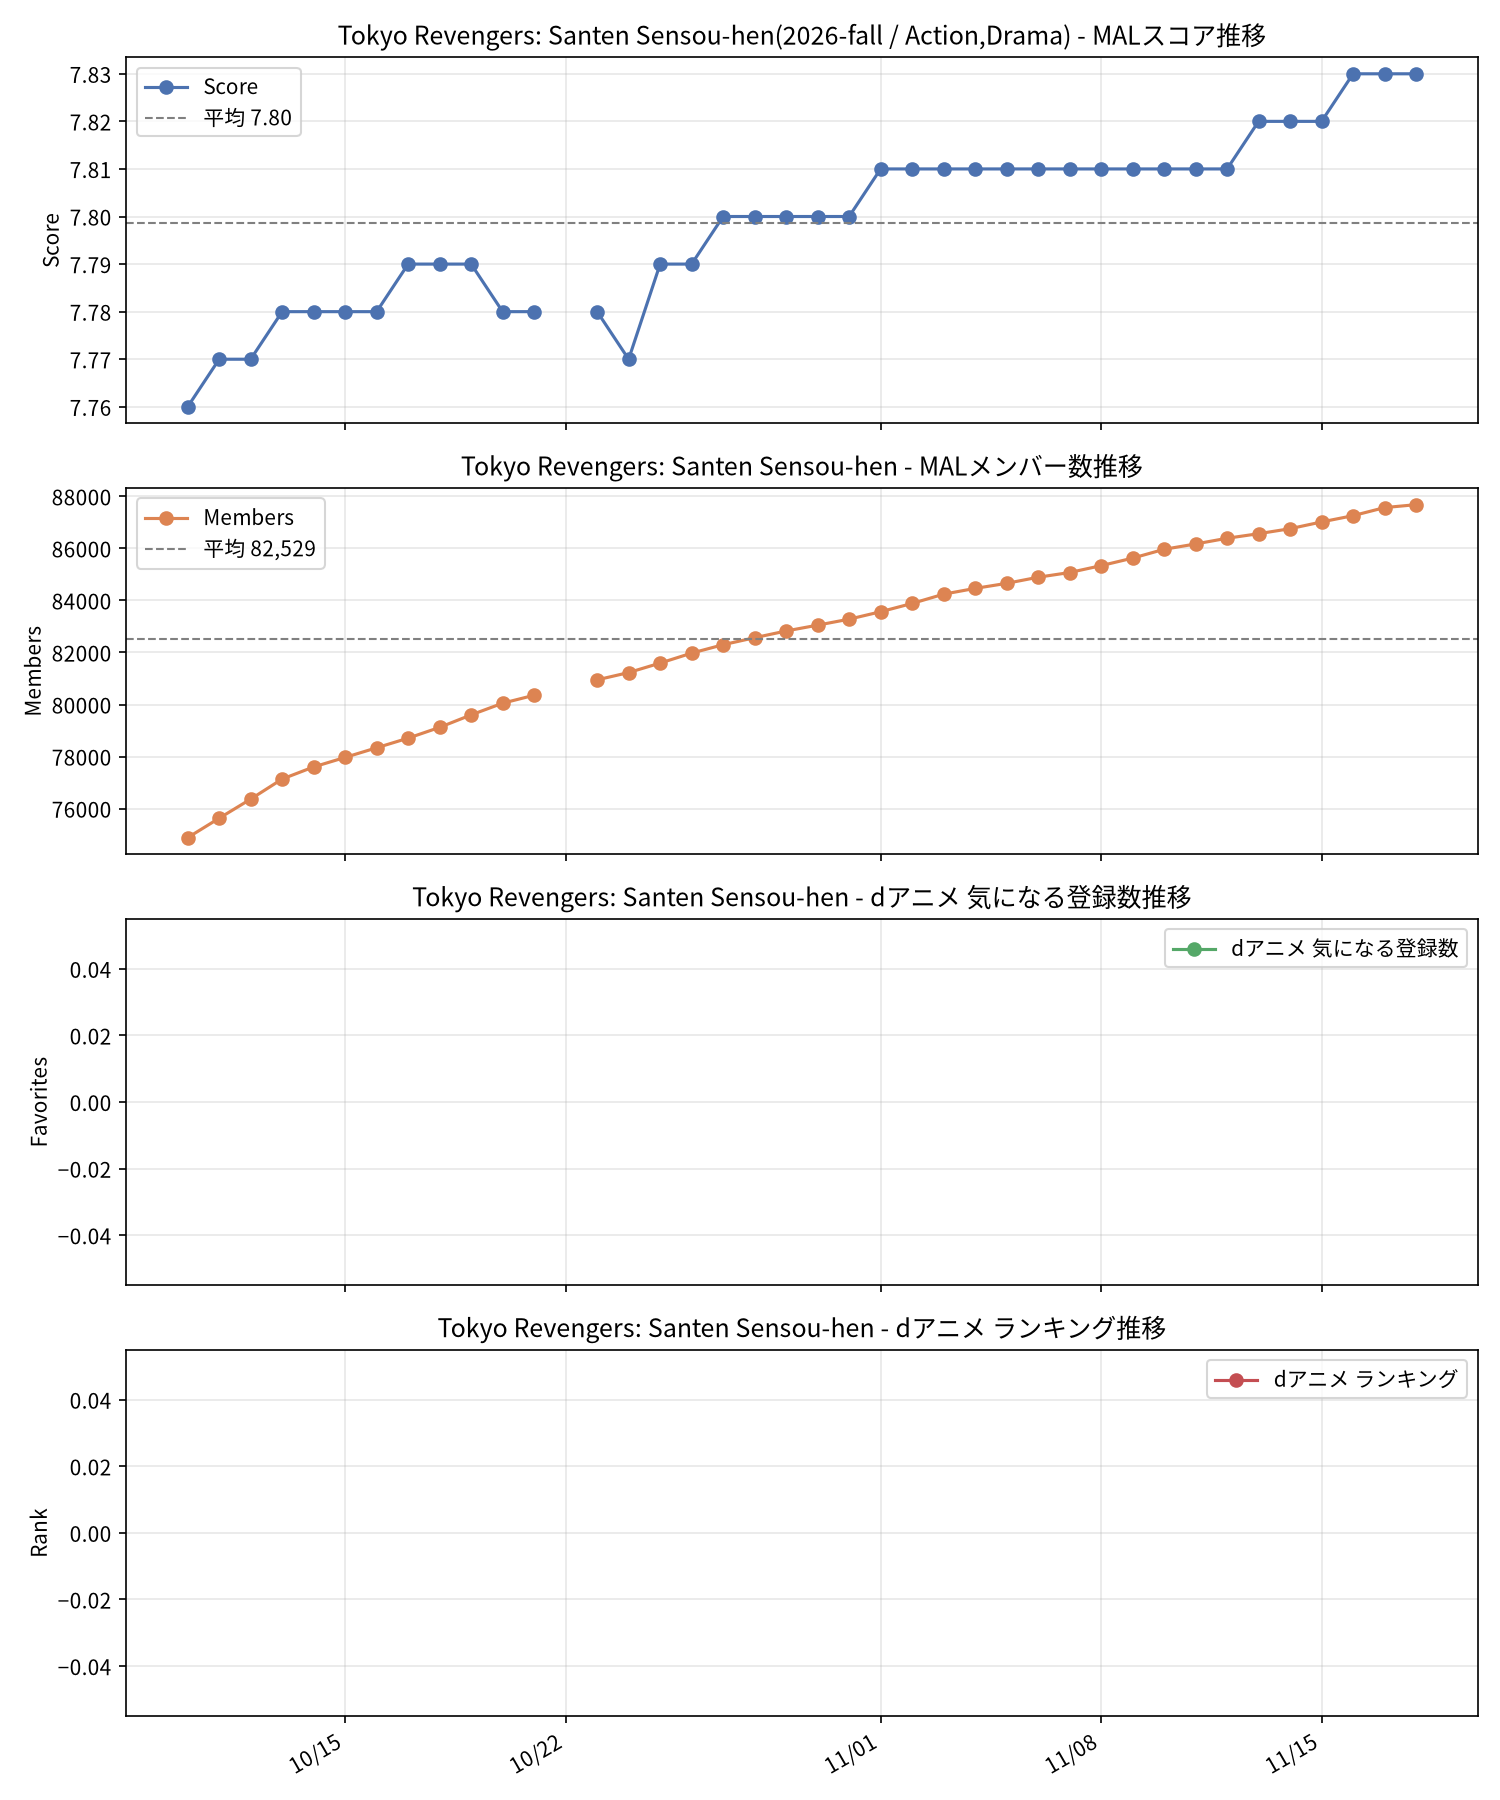 Tokyo Revengers: Santen Sensou-hen(2026-fall / Action,Drama) - MALスコア推移
7.83
7.82
7.81
7.80
7.79
7.78
7.77
7.76
Score
Score
平均 7.80
Tokyo Revengers: Santen Sensou-hen - MALメンバー数推移
88000
86000
84000
82000
80000
78000
76000
Members
Members
平均 82,529
Tokyo Revengers: Santen Sensou-hen - dアニメ 気になる登録数推移
0.04
0.02
0.00
−0.02
−0.04
Favorites
dアニメ 気になる登録数
Tokyo Revengers: Santen Sensou-hen - dアニメ ランキング推移
0.04
0.02
0.00
−0.02
−0.04
Rank
dアニメ ランキング
10/15
10/22
11/01
11/08
11/15